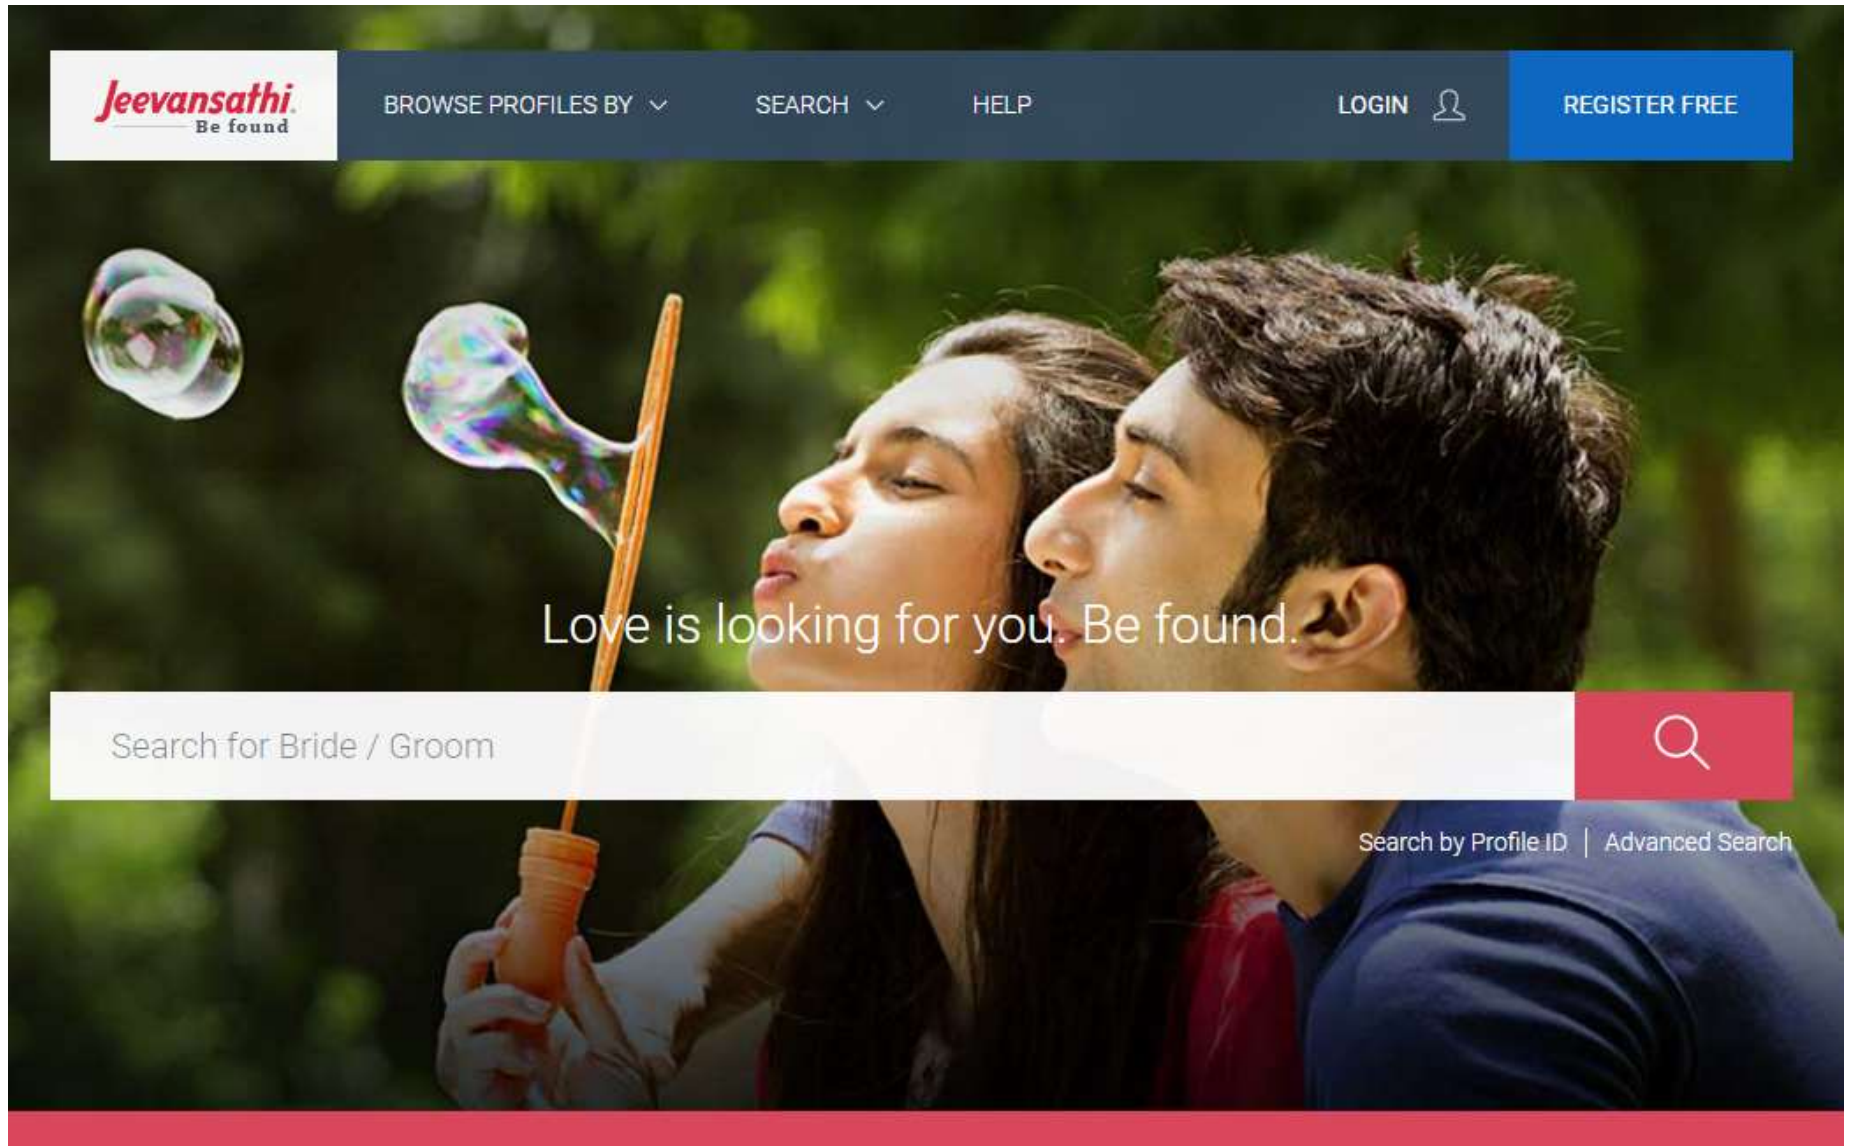 Jeevansathi
Be found
BROWSE PROFILES BY
SEARCH
HELP
LOGIN
REGISTER FREE
Love is looking for you. Be found.
Search for Bride / Groom
Search by Profile ID | Advanced Search